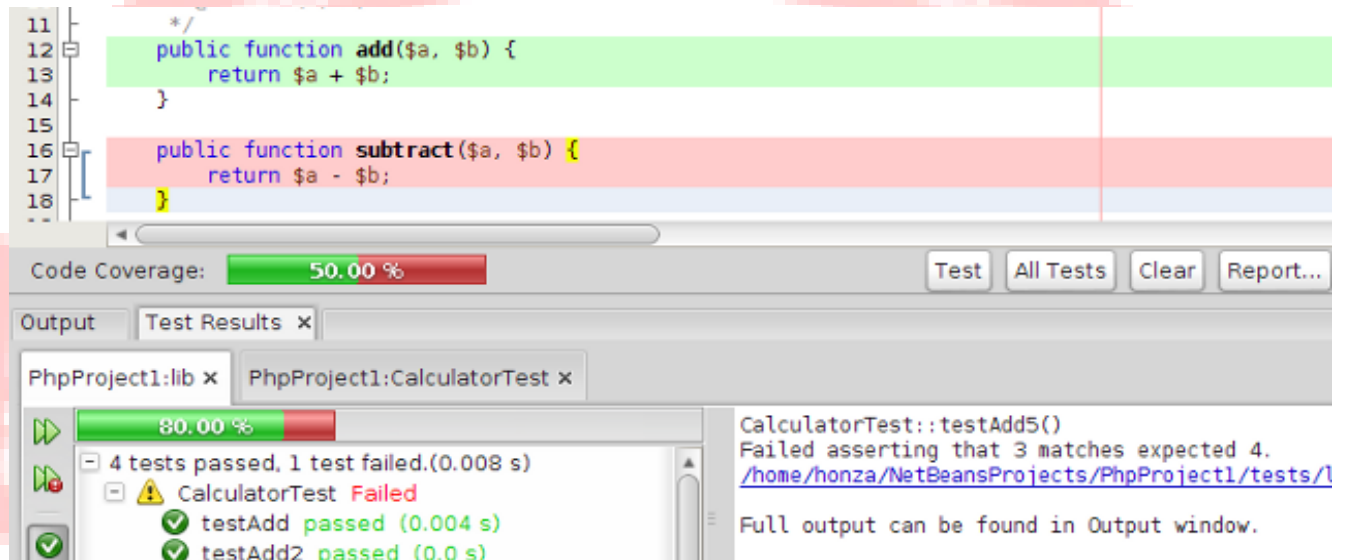 11 */
12 public function add($a, $b) {
13 return $a + $b;
14 }
15
16 public function subtract($a, $b) {
17 return $a - $b;
18 }
Code Coverage: 50.00 % Test All Tests Clear Report...
Output Test Results x
PhpProject1:lib x PhpProject1:CalculatorTest x
80.00 %
4 tests passed, 1 test failed.(0.008 s)
CalculatorTest Failed
testAdd passed (0.004 s)
testAdd2 passed (0.0 s)
CalculatorTest::testAdd5()
Failed asserting that 3 matches expected 4.
/home/honza/NetBeansProjects/PhpProject1/tests/l
Full output can be found in Output window.